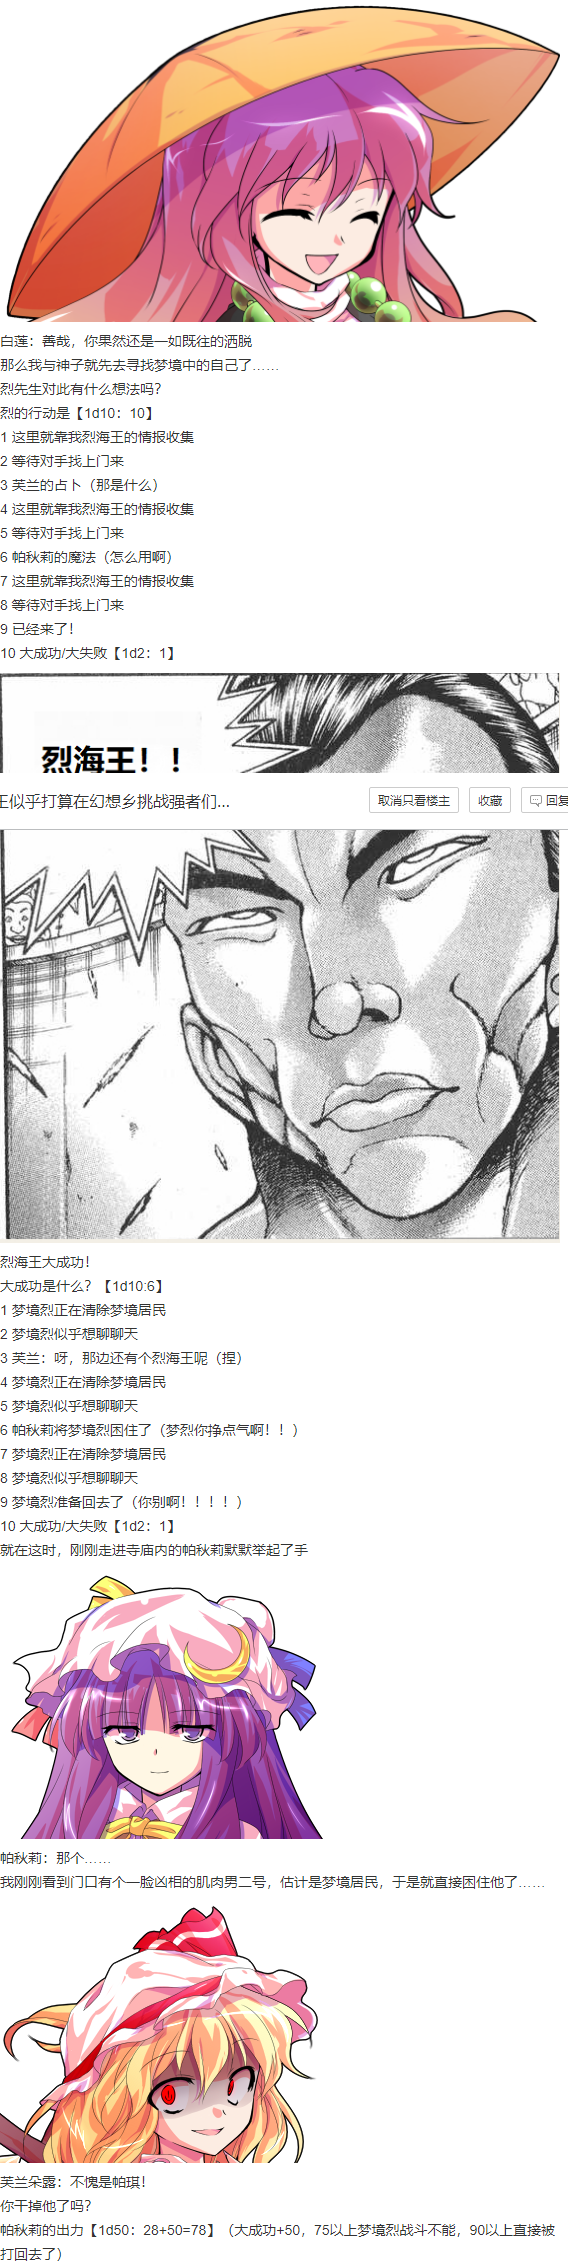 白莲：善哉，你果然还是一如既往的洒脱
那么我与神子就先去寻找梦境中的自己了……
烈先生对此有什么想法吗？
烈的行动是【1d10：10】
1 这里就靠我烈海王的情报收集
2 等待对手找上门来
3 芙兰的占卜（那是什么）
4 这里就靠我烈海王的情报收集
5 等待对手找上门来
6 帕秋莉的魔法（怎么用啊）
7 这里就靠我烈海王的情报收集
8 等待对手找上门来
9 已经来了！
10 大成功/大失败【1d2：1】
烈海王！！
王似乎打算在幻想乡挑战强者们...
取消只看楼主
收藏
回复
烈海王大成功！
大成功是什么？【1d10:6】
1 梦境烈正在清除梦境居民
2 梦境烈似乎想聊聊天
3 芙兰：呀，那边还有个烈海王呢（捏）
4 梦境烈正在清除梦境居民
5 梦境烈似乎想聊聊天
6 帕秋莉将梦境烈困住了（梦烈你挣点气啊！！）
7 梦境烈正在清除梦境居民
8 梦境烈似乎想聊聊天
9 梦境烈准备回去了（你别啊！！！！）
10 大成功/大失败【1d2：1】
就在这时，刚刚走进寺庙内的帕秋莉默默举起了手
帕秋莉：那个……
我刚刚看到门口有个一脸凶相的肌肉男二号，估计是梦境居民，于是就直接困住他了……
芙兰朵露：不愧是帕琪！
你干掉他了吗？
帕秋莉的出力【1d50：28+50=78】（大成功+50，75以上梦境烈战斗不能，90以上直接被
打回去了）